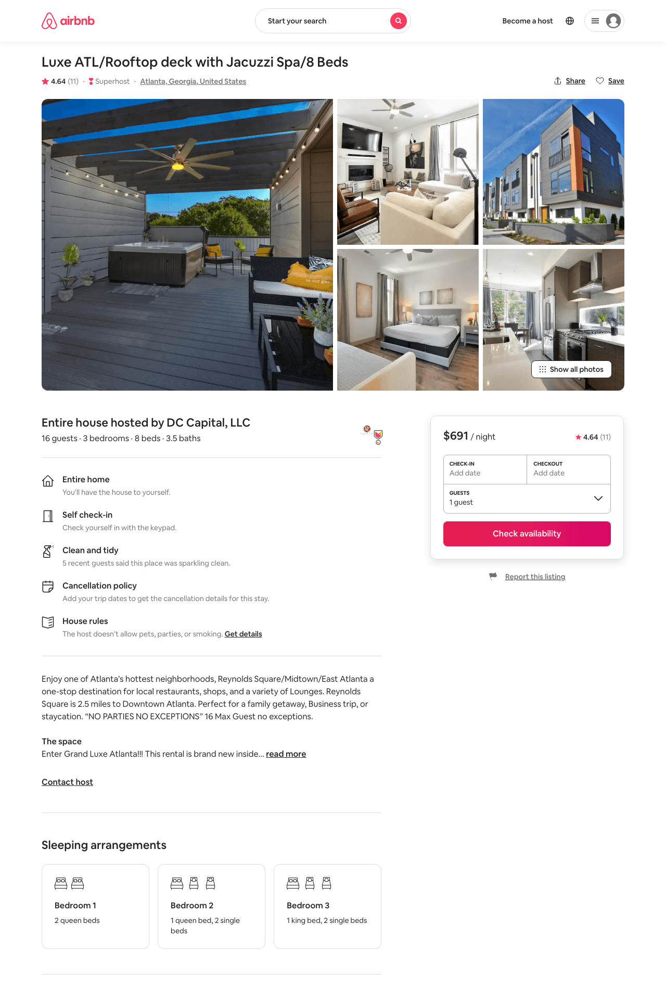 airbnb
Start your search
Become a host
Luxe ATL/Rooftop deck with Jacuzzi Spa/8 Beds
4.64 (11) · Superhost · Atlanta, Georgia, United States
Share
Save
be our gues
Show all photos
Entire house hosted by DC Capital, LLC
16 guests · 3 bedrooms · 8 beds · 3.5 baths
$691 / night
4.64 (11)
CHECK-IN
Add date
CHECKOUT
Add date
GUESTS
1 guest
Check availability
Report this listing
Entire home
You’ll have the house to yourself.
Self check-in
Check yourself in with the keypad.
Clean and tidy
5 recent guests said this place was sparkling clean.
Cancellation policy
Add your trip dates to get the cancellation details for this stay.
House rules
The host doesn’t allow pets, parties, or smoking. Get details
Enjoy one of Atlanta’s hottest neighborhoods, Reynolds Square/Midtown/East Atlanta a
one-stop destination for local restaurants, shops, and a variety of Lounges. Reynolds
Square is 2.5 miles to Downtown Atlanta. Perfect for a family getaway, Business trip, or
staycation. “NO PARTIES NO EXCEPTIONS” 16 Max Guest no exceptions.
The space
Enter Grand Luxe Atlanta!!! This rental is brand new inside... read more
Contact host
Sleeping arrangements
Bedroom 1
2 queen beds
Bedroom 2
1 queen bed, 2 single
beds
Bedroom 3
1 king bed, 2 single beds